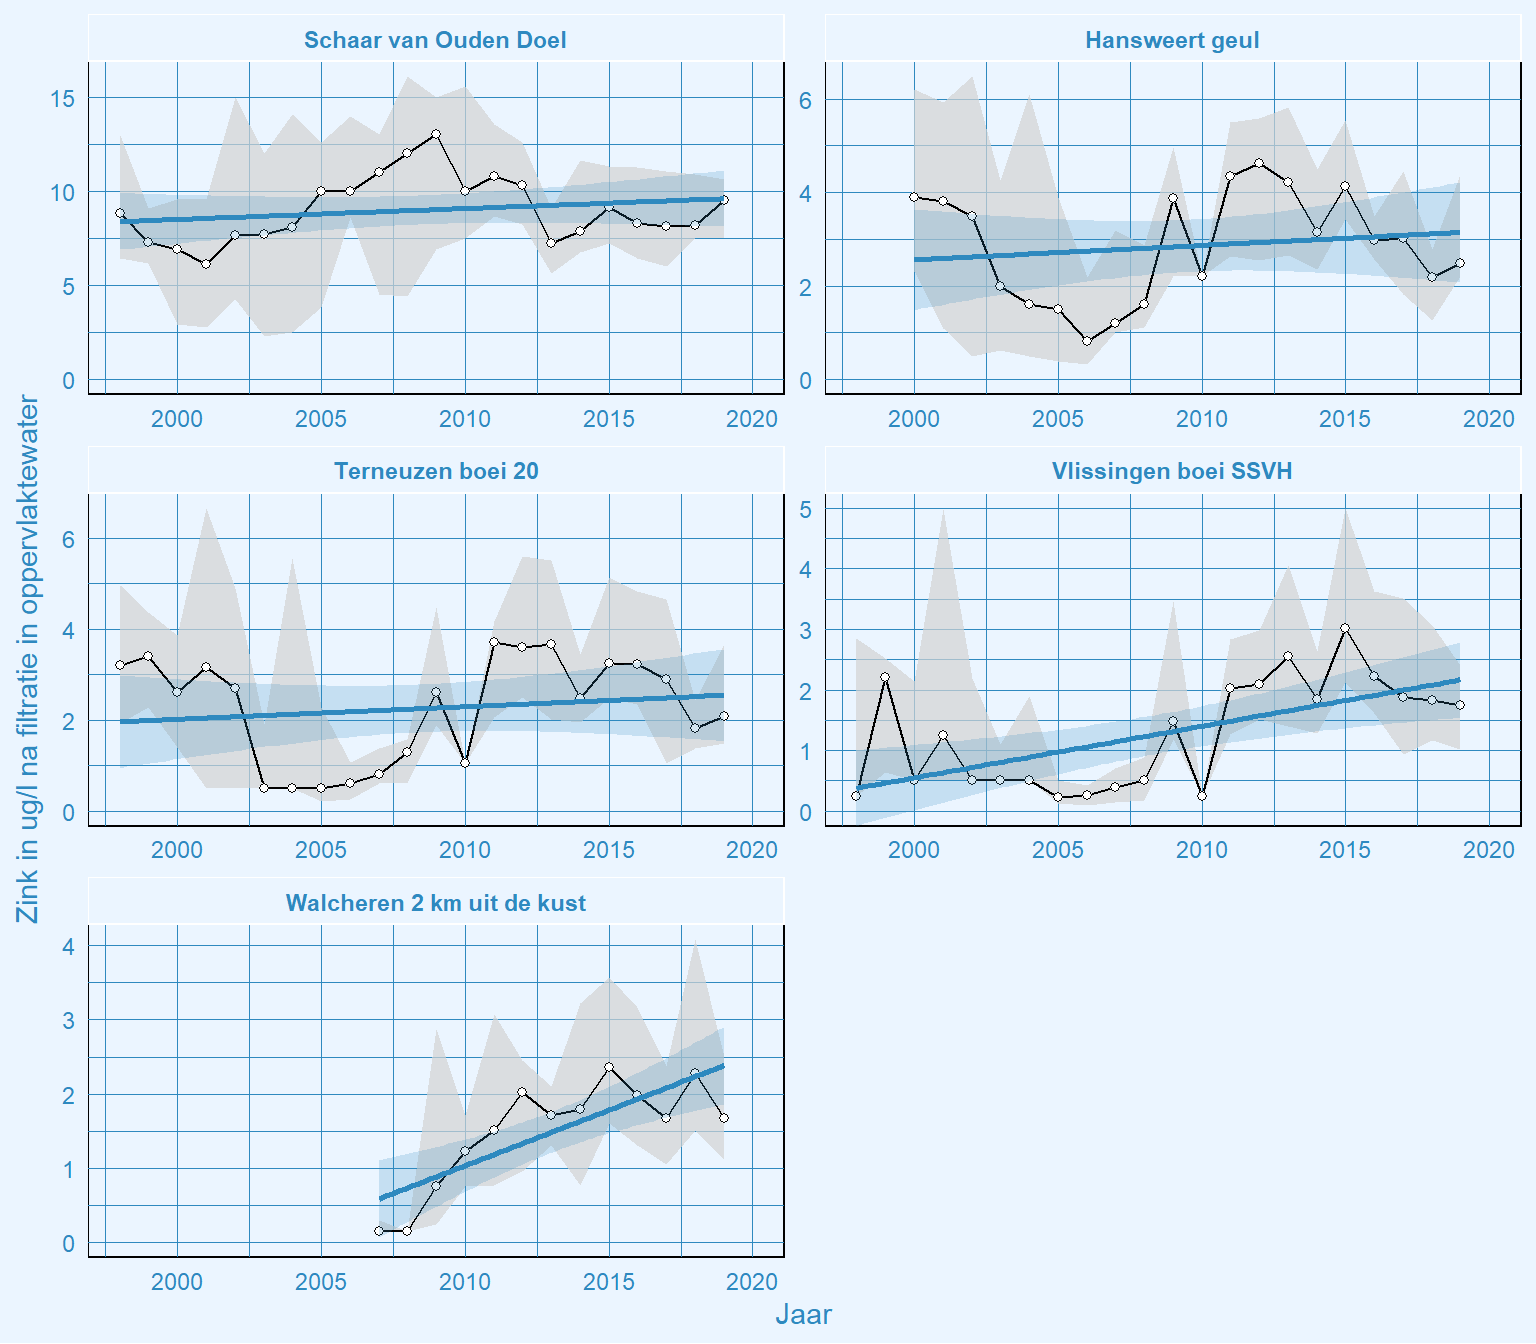 Schaar van Ouden Doel
Hansweert geul
15
10
5
0
6
4
2
0
2000 2005 2010 2015 2020
2000 2005 2010 2015 2020
Zink in ug/l na filtratie in oppervlaktewater
Terneuzen boei 20
Vlissingen boei SSVH
6
4
2
0
5
4
3
2
1
0
2000 2005 2010 2015 2020
2000 2005 2010 2015 2020
Walcheren 2 km uit de kust
4
3
2
1
0
2000 2005 2010 2015 2020
Jaar